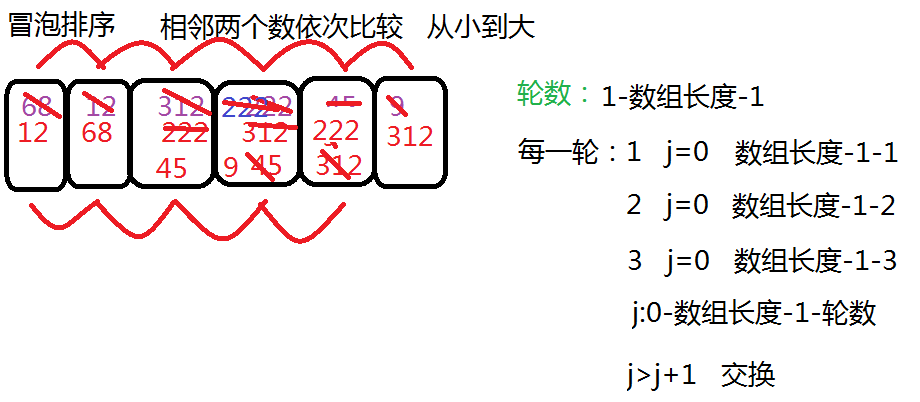 冒泡排序 相邻两个数依次比较 从小到大
68 12 312 222 222 45 9
12 68 222 312 222 312
45 9 45 312
轮数：1-数组长度-1
每一轮：1 j=0 数组长度-1-1
2 j=0 数组长度-1-2
3 j=0 数组长度-1-3
j:0-数组长度-1-轮数
j>j+1 交换